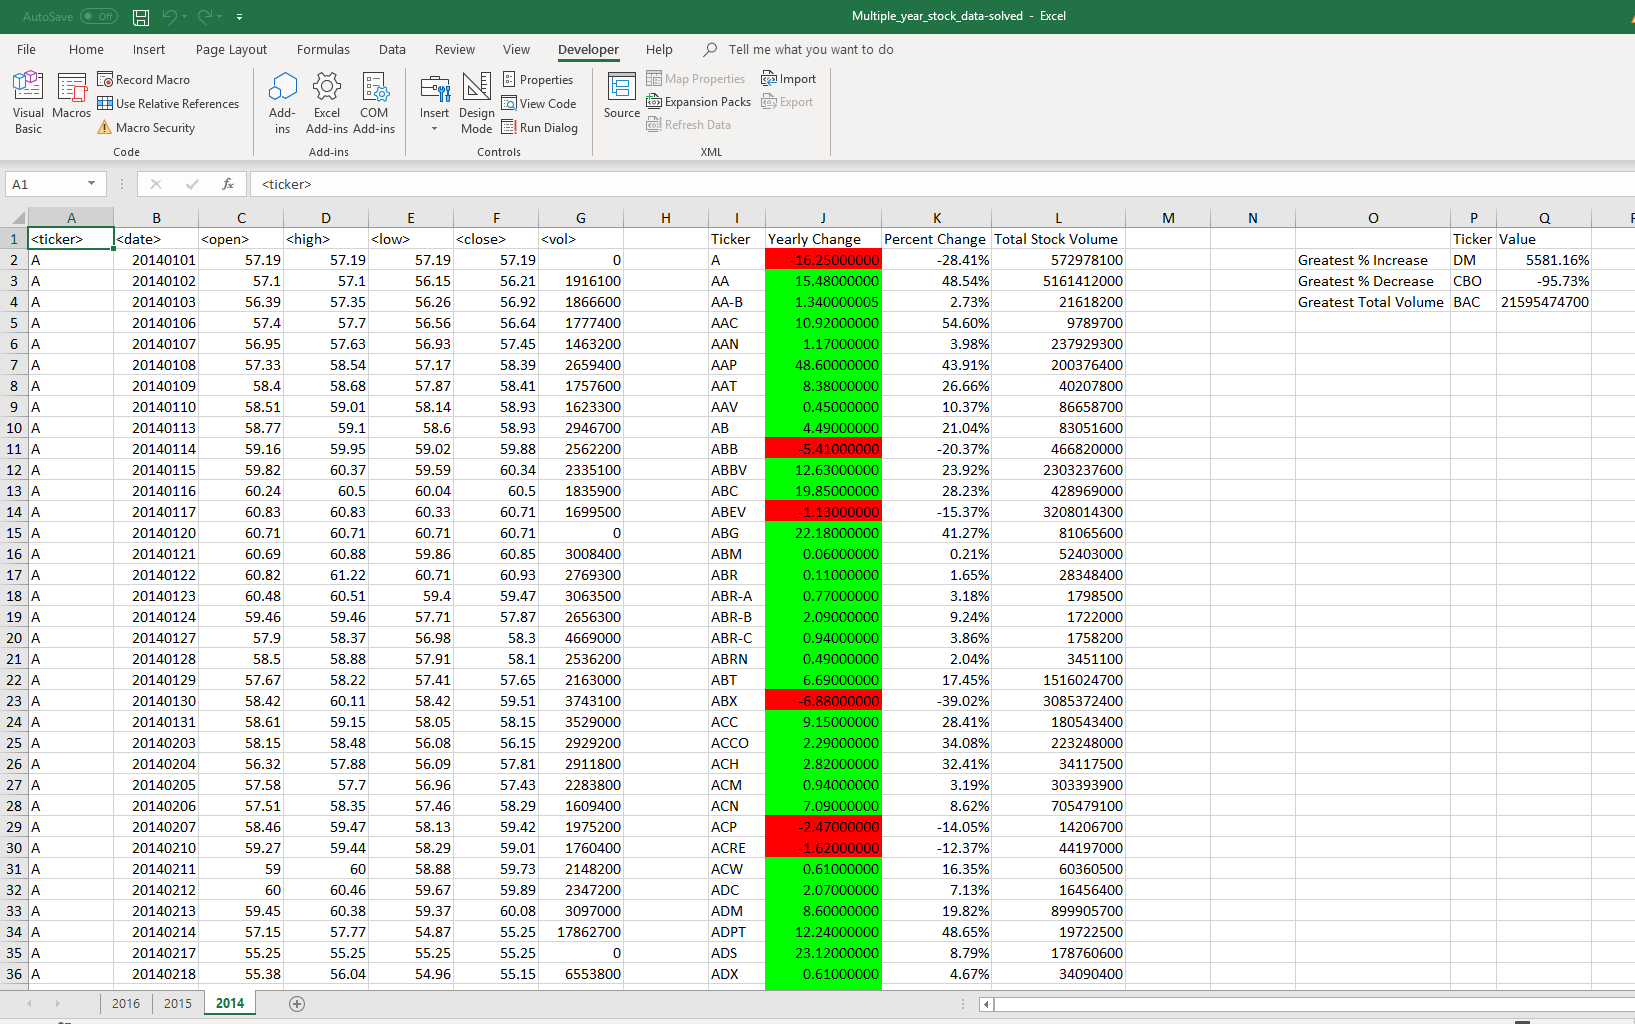 AutoSave Off Multiple_year_stock_data-solved - Excel
File Home Insert Page Layout Formulas Data Review View Developer Help Tell me what you want to do
Visual Basic
Macros
Record Macro
Use Relative References
Macro Security
Code
Add-ins
Excel Add-ins
COM Add-ins
Add-ins
Insert
Design Mode
Properties
View Code
Run Dialog
Controls
Source
Map Properties
Expansion Packs
Refresh Data
Import
Export
XML
A1 fx <ticker>
A B C D E F G H I J K L M N O P Q
1 <ticker> <date> <open> <high> <low> <close> <vol> Ticker Yearly Change Percent Change Total Stock Volume Ticker Value
2 A 20140101 57.19 57.19 57.19 57.19 0 A -16.25000000 -28.41% 572978100 Greatest % Increase DM 5581.16%
3 A 20140102 57.1 57.1 56.15 56.21 1916100 AA 15.48000000 48.54% 5161412000 Greatest % Decrease CBO -95.73%
4 A 20140103 56.39 57.35 56.26 56.92 1866600 AA-B 1.340000005 2.73% 21618200 Greatest Total Volume BAC 21595474700
5 A 20140106 57.4 57.7 56.56 56.64 1777400 AAC 10.92000000 54.60% 9789700
6 A 20140107 56.95 57.63 56.93 57.45 1463200 AAN 1.17000000 3.98% 237929300
7 A 20140108 57.33 58.54 57.17 58.39 2659400 AAP 48.60000000 43.91% 200376400
8 A 20140109 58.4 58.68 57.87 58.41 1757600 AAT 8.38000000 26.66% 40207800
9 A 20140110 58.51 59.01 58.14 58.93 1623300 AAV 0.45000000 10.37% 86658700
10 A 20140113 58.77 59.1 58.6 58.93 2946700 AB 4.49000000 21.04% 83051600
11 A 20140114 59.16 59.95 59.02 59.88 2562200 ABB -5.41000000 -20.37% 466820000
12 A 20140115 59.82 60.37 59.59 60.34 2335100 ABBV 12.63000000 23.92% 2303237600
13 A 20140116 60.24 60.5 60.04 60.5 1835900 ABC 19.85000000 28.23% 428969000
14 A 20140117 60.83 60.83 60.33 60.71 1699500 ABEV -1.13000000 -15.37% 3208014300
15 A 20140120 60.71 60.71 60.71 60.71 0 ABG 22.18000000 41.27% 81065600
16 A 20140121 60.69 60.88 59.86 60.85 3008400 ABM 0.06000000 0.21% 52403000
17 A 20140122 60.82 61.22 60.71 60.93 2769300 ABR 0.11000000 1.65% 28348400
18 A 20140123 60.48 60.51 59.4 59.47 3063500 ABR-A 0.77000000 3.18% 1798500
19 A 20140124 59.46 59.46 57.71 57.87 2656300 ABR-B 2.09000000 9.24% 1722000
20 A 20140127 57.9 58.37 56.98 58.3 4669000 ABR-C 0.94000000 3.86% 1758200
21 A 20140128 58.5 58.88 57.91 58.1 2536200 ABRN 0.49000000 2.04% 3451100
22 A 20140129 57.67 58.22 57.41 57.65 2163000 ABT 6.69000000 17.45% 1516024700
23 A 20140130 58.42 60.11 58.42 59.51 3743100 ABX -6.88000000 -39.02% 3085372400
24 A 20140131 58.61 59.15 58.05 58.15 3529000 ACC 9.15000000 28.41% 180543400
25 A 20140203 58.15 58.48 56.08 56.15 2929200 ACCO 2.29000000 34.08% 223248000
26 A 20140204 56.32 57.88 56.09 57.81 2911800 ACH 2.82000000 32.41% 34117500
27 A 20140205 57.58 57.7 56.96 57.43 2283800 ACM 0.94000000 3.19% 303393900
28 A 20140206 57.51 58.35 57.46 58.29 1609400 ACN 7.09000000 8.62% 705479100
29 A 20140207 58.46 59.47 58.13 59.42 1975200 ACP -2.47000000 -14.05% 14206700
30 A 20140210 59.27 59.44 58.29 59.01 1760400 ACRE -1.62000000 -12.37% 44197000
31 A 20140211 59 60 58.88 59.73 2148200 ACW 0.61000000 16.35% 60360500
32 A 20140212 60 60.46 59.67 59.89 2347200 ADC 2.07000000 7.13% 16456400
33 A 20140213 59.45 60.38 59.37 60.08 3097000 ADM 8.60000000 19.82% 899905700
34 A 20140214 57.15 57.77 54.87 55.25 17862700 ADPT 12.24000000 48.65% 19722500
35 A 20140217 55.25 55.25 55.25 55.25 0 ADS 23.12000000 8.79% 178760600
36 A 20140218 55.38 56.04 54.96 55.15 6553800 ADX 0.61000000 4.67% 34090400
2016 2015 2014